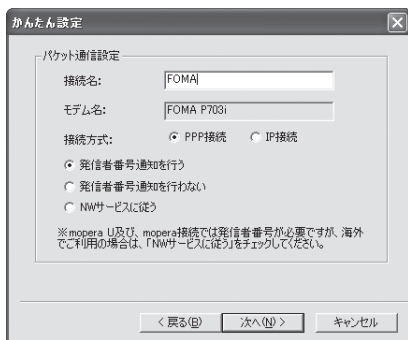 かんたん設定
パケット通信設定
接続名: FOMA
モデム名: FOMA P703i
接続方式: PPP接続 IP接続
発信者番号通知を行う
発信者番号通知を行わない
NWサービスに従う
※mopera U及び、mopera接続では発信者番号が必要ですが、海外
でご利用の場合は、「NWサービスに従う」をチェックしてください。
< 戻る(B) 次へ(N) > キャンセル